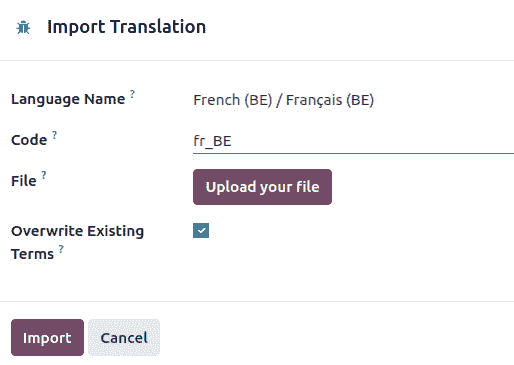 Import Translation
Language Name ?
French (BE) / Français (BE)
Code ?
fr_BE
File ?
Upload your file
Overwrite Existing
Terms ?
Import
Cancel